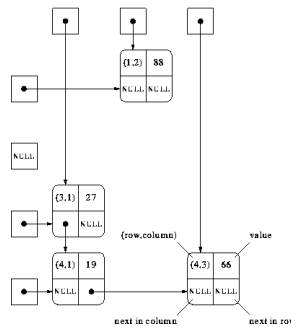 (1,2) 88
NULL NULL
NULL
(3,1) 27
NULL
(row,column) value
(4,1) 19 (4,3) 66
NULL NULL NULL
next in column next in row